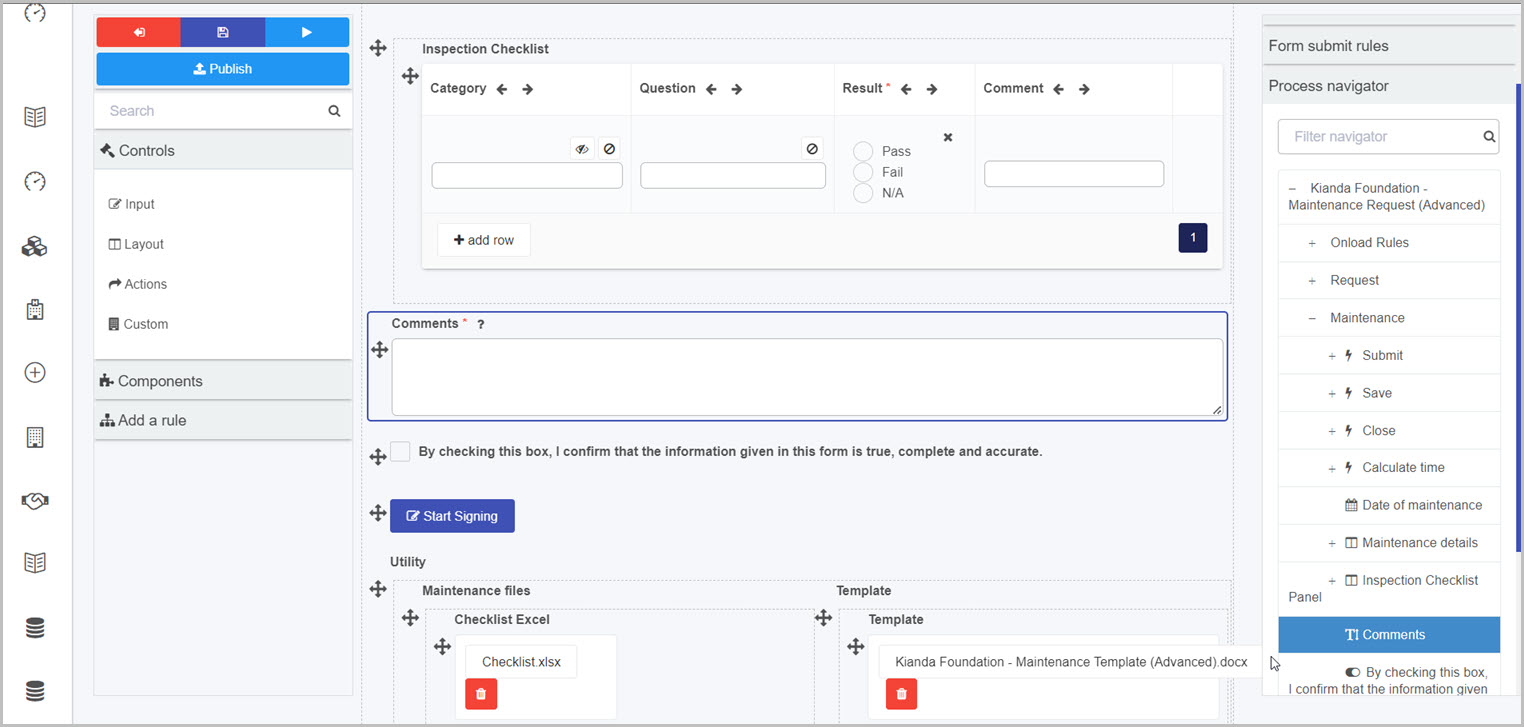 Publish
Search
Controls
Input
Layout
Actions
Custom
Components
Add a rule
Inspection Checklist
Category Question Result * Comment
Pass
Fail
N/A
add row
1
Comments * ?
By checking this box, I confirm that the information given in this form is true, complete and accurate.
Start Signing
Utility
Maintenance files
Template
Checklist Excel
Template
Checklist.xlsx
Kianda Foundation - Maintenance Template (Advanced).docx
Form submit rules
Process navigator
Filter navigator
Kianda Foundation -
Maintenance Request (Advanced)
Onload Rules
Request
Maintenance
Submit
Save
Close
Calculate time
Date of maintenance
Maintenance details
Inspection Checklist
Panel
Comments
By checking this box,
I confirm that the information given